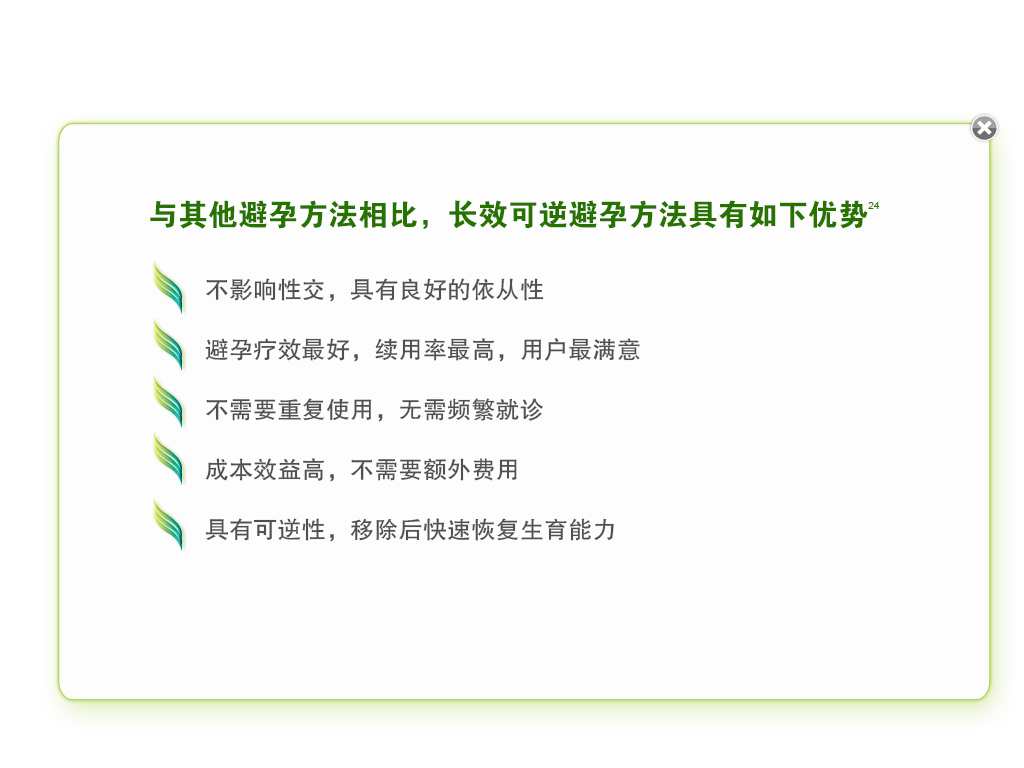 与其他避孕方法相比，长效可逆避孕方法具有如下优势24
不影响性交，具有良好的依从性
避孕疗效最好，续用率最高，用户最满意
不需要重复使用，无需频繁就诊
成本效益高，不需要额外费用
具有可逆性，移除后快速恢复生育能力